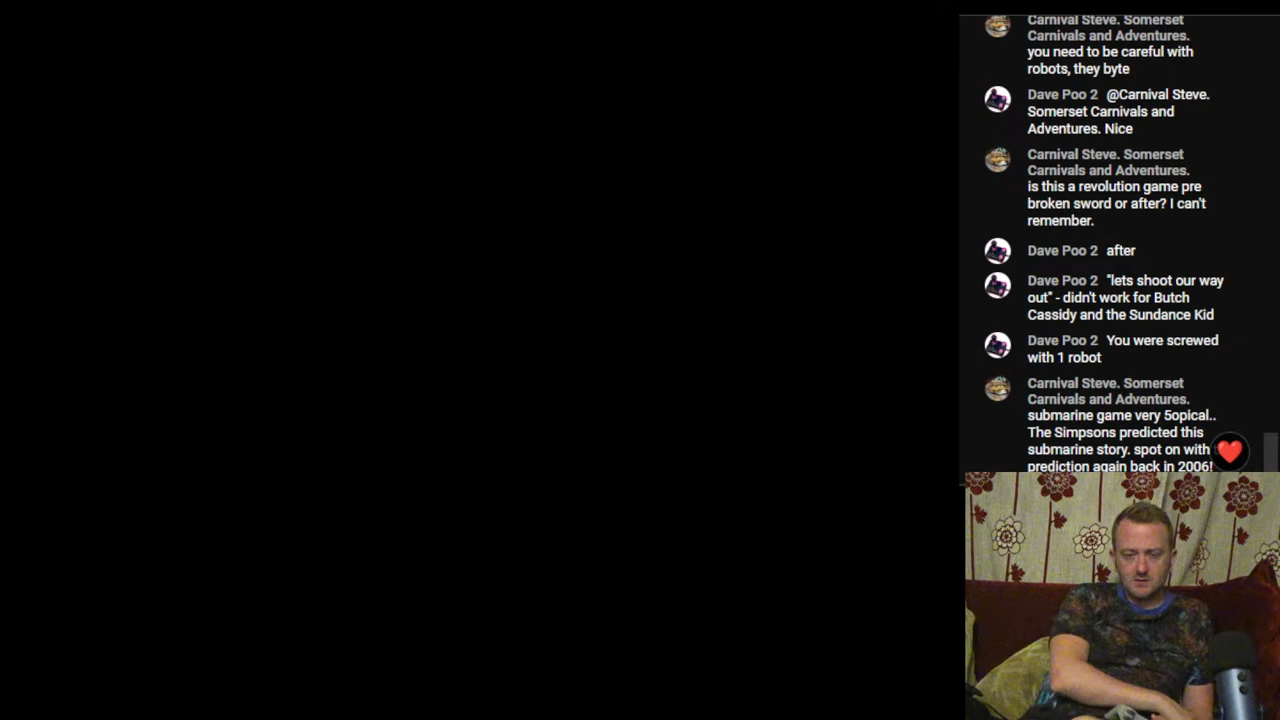 Carnival Steve. Somerset
Carnivals and Adventures.
you need to be careful with
robots, they byte
Dave Poo 2 @Carnival Steve.
Somerset Carnivals and
Adventures. Nice
Carnival Steve. Somerset
Carnivals and Adventures.
is this a revolution game pre
broken sword or after? I can't
remember.
Dave Poo 2 after
Dave Poo 2 "lets shoot our way
out" - didn't work for Butch
Cassidy and the Sundance Kid
Dave Poo 2 You were screwed
with 1 robot
Carnival Steve. Somerset
Carnivals and Adventures.
submarine game very 5opical..
The Simpsons predicted this
submarine story. spot on with
prediction again back in 2006!